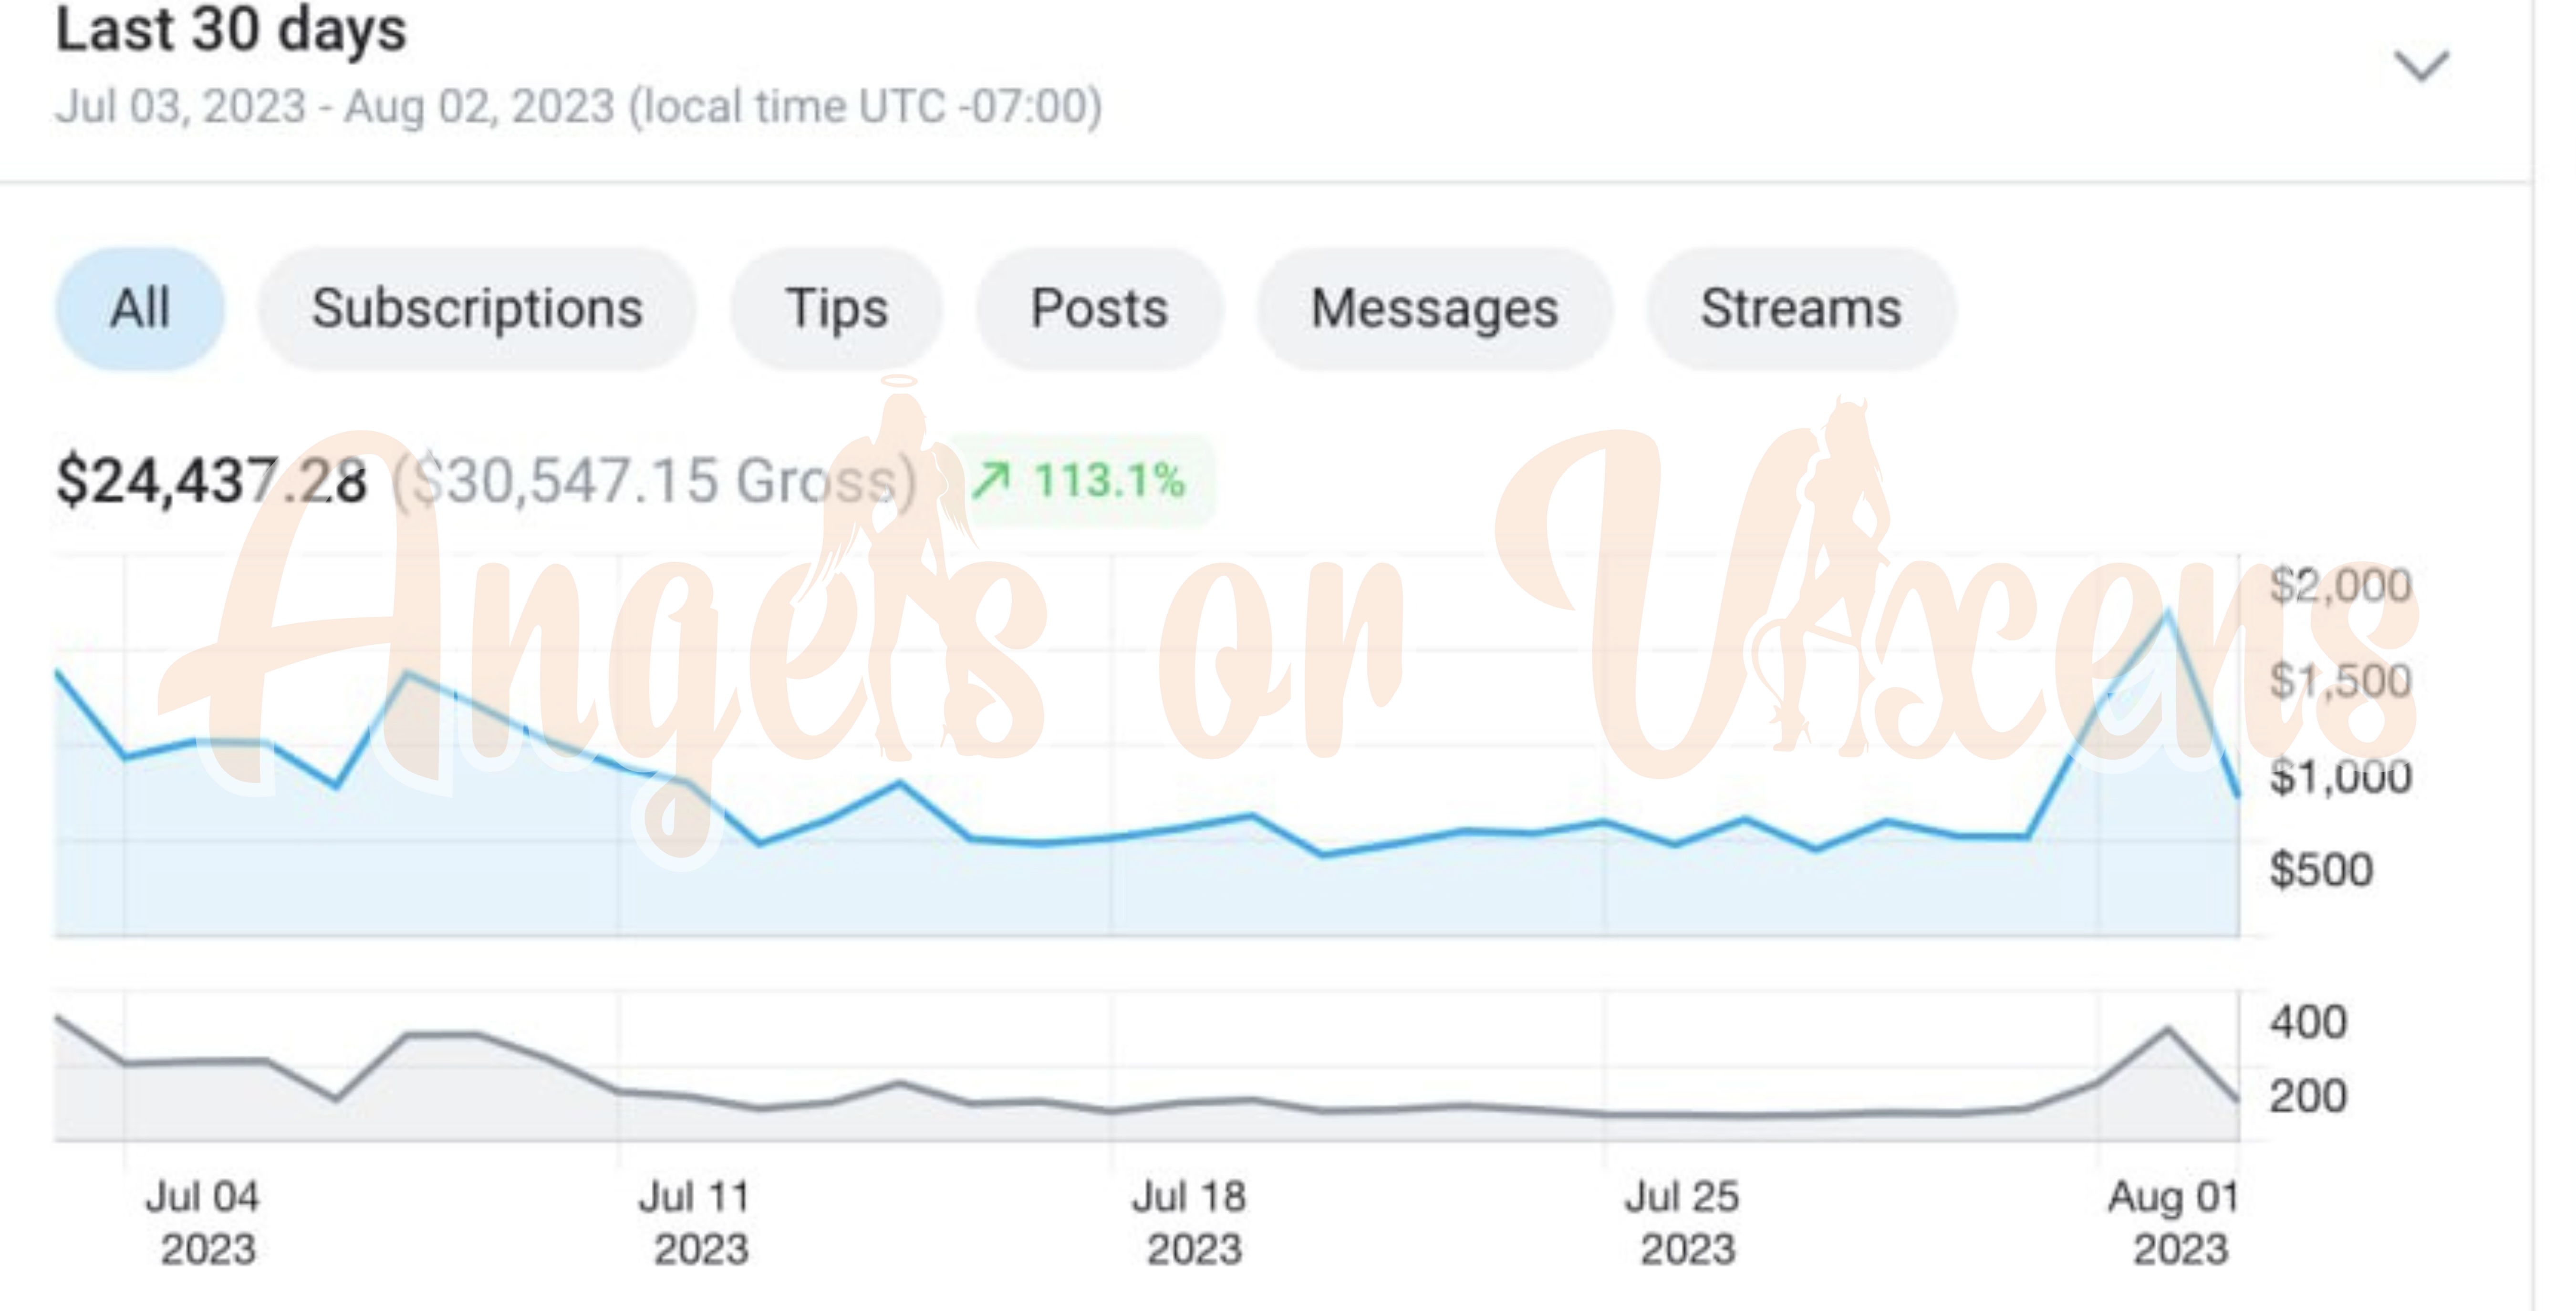 Last 30 days
Jul 03, 2023 - Aug 02, 2023 (local time UTC -07:00)
All Subscriptions Tips Posts Messages Streams
$24,437.28 ($30,547.15 Gross) ↗ 113.1%
Angels or Vixens
$2,000
$1,500
$1,000
$500
400
200
Jul 04 Jul 11 Jul 18 Jul 25 Aug 01
2023 2023 2023 2023 2023